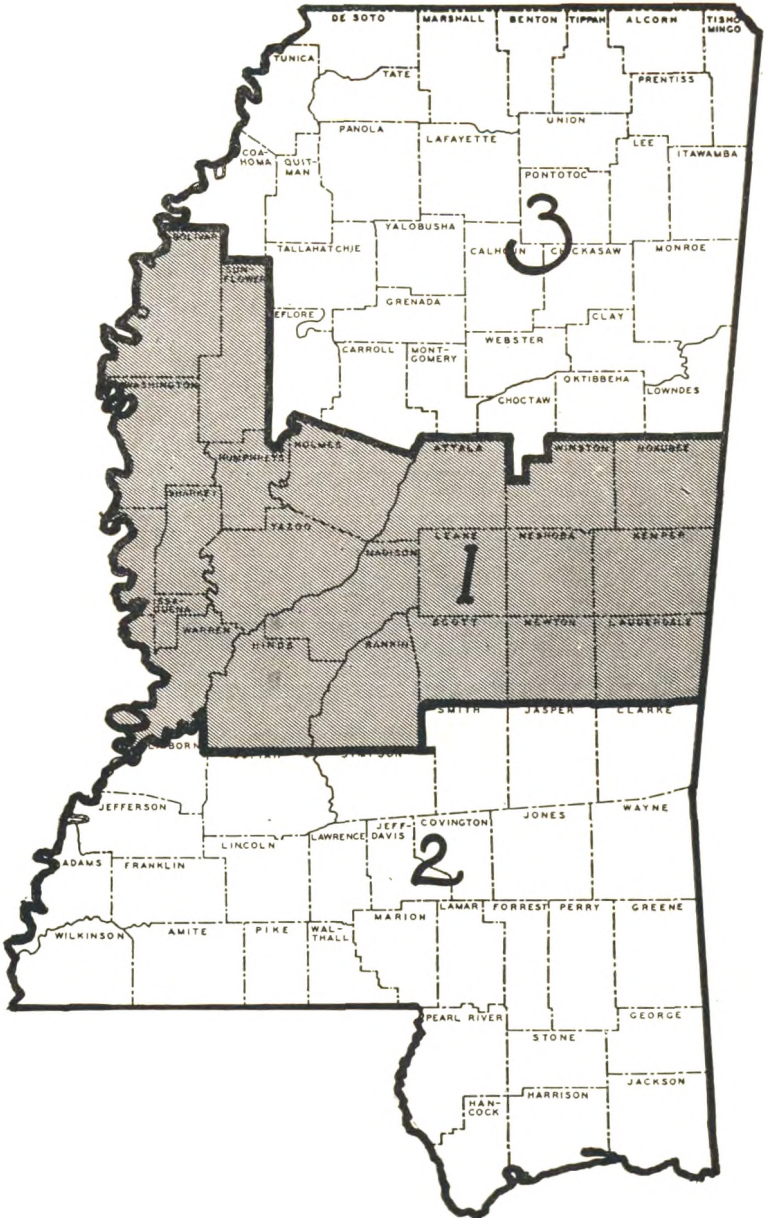 DE SOTO MARSHALL BENTON TIPPAH ALCORN TISHO
MINGO
TUNICA
TATE
PRENTISS
UNION
PANOLA
LAFAYETTE
LEE
COA-
HOMA
QUIT-
MAN
ITAWAMBA
PONTOTOC
3
YALOBUSHA
BOLIVAR
TALLAHATCHIE
CALHOUN
CHICKASAW
MONROE
SUN-
FLOWER
GRENADA
LEFLORE
CLAY
WEBSTER
CARROLL
MONT-
GOMERY
OKTIBBEHA
WASHINGTON
LOWNDES
CHOCTAW
HOLMES
ATTALA
WINSTON
NOXUBEE
HUMPHREYS
SHARKEY
YAZOO
LEAKE
NESHOBA
KEMPER
MADISON
1
ISSA-
QUENA
WARREN
HINDS
RANKIN
SCOTT
NEWTON
LAUDERDALE
SMITH
JASPER
CLARKE
JEFFERSON
WAYNE
JONES
COVINGTON
JEFF-
DAVIS
LAWRENCE
LINCOLN
2
ADAMS
FRANKLIN
LAMAR
FORREST
PERRY
GREENE
MARION
WILKINSON
AMITE
PIKE
WAL-
THALL
PEARL RIVER
GEORGE
STONE
JACKSON
HARRISON
HAN-
COCK